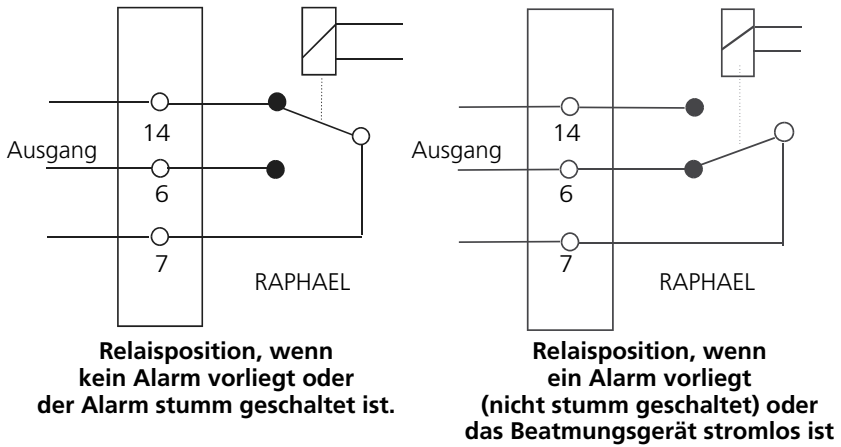 14
Ausgang
6
7
RAPHAEL
Relaisposition, wenn
kein Alarm vorliegt oder
der Alarm stumm geschaltet ist.
14
Ausgang
6
7
RAPHAEL
Relaisposition, wenn
ein Alarm vorliegt
(nicht stumm geschaltet) oder
das Beatmungsgerät stromlos ist